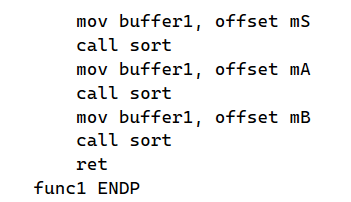 mov buffer1, offset mS
call sort
mov buffer1, offset mA
call sort
mov buffer1, offset mB
call sort
ret
func1 ENDP